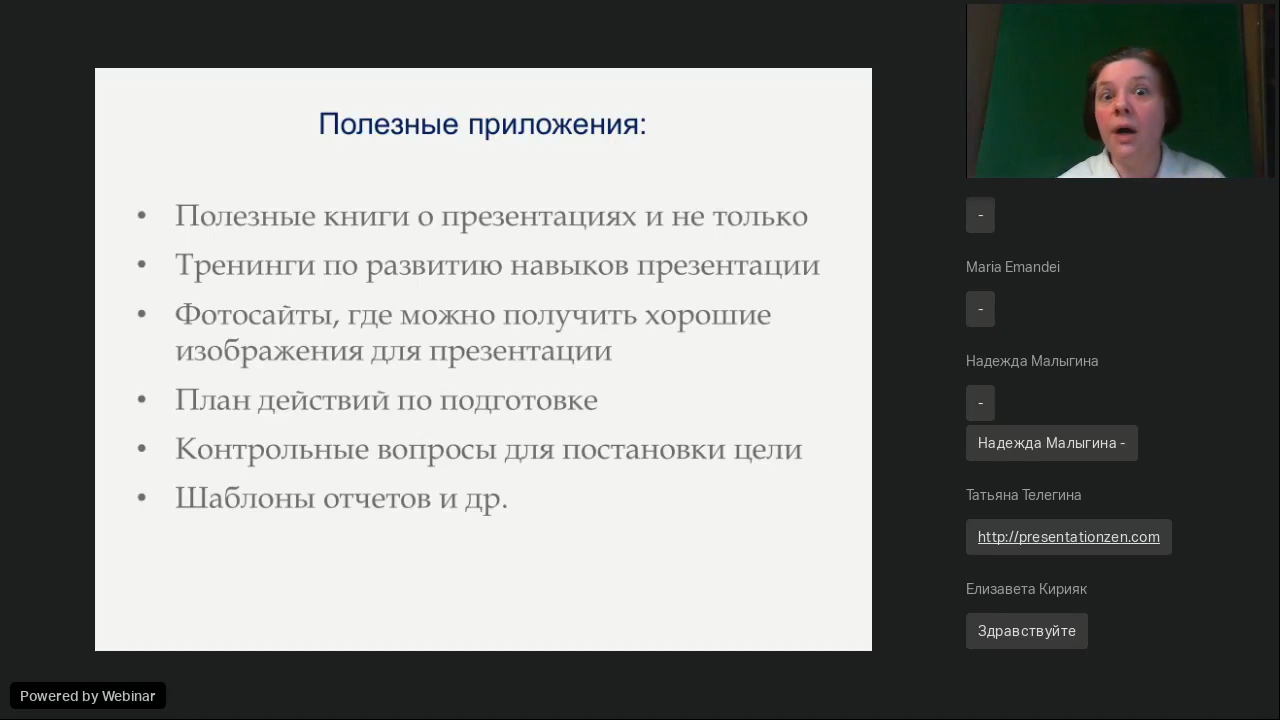 Полезные приложения:
• Полезные книги о презентациях и не только
• Тренинги по развитию навыков презентации
• Фотосайты, где можно получить хорошие
изображения для презентации
• План действий по подготовке
• Контрольные вопросы для постановки цели
• Шаблоны отчетов и др.
-
Maria Emandei
-
Надежда Малыгина
-
Надежда Малыгина -
Татьяна Телегина
http://presentationzen.com
Елизавета Кирияк
Здравствуйте
Powered by Webinar